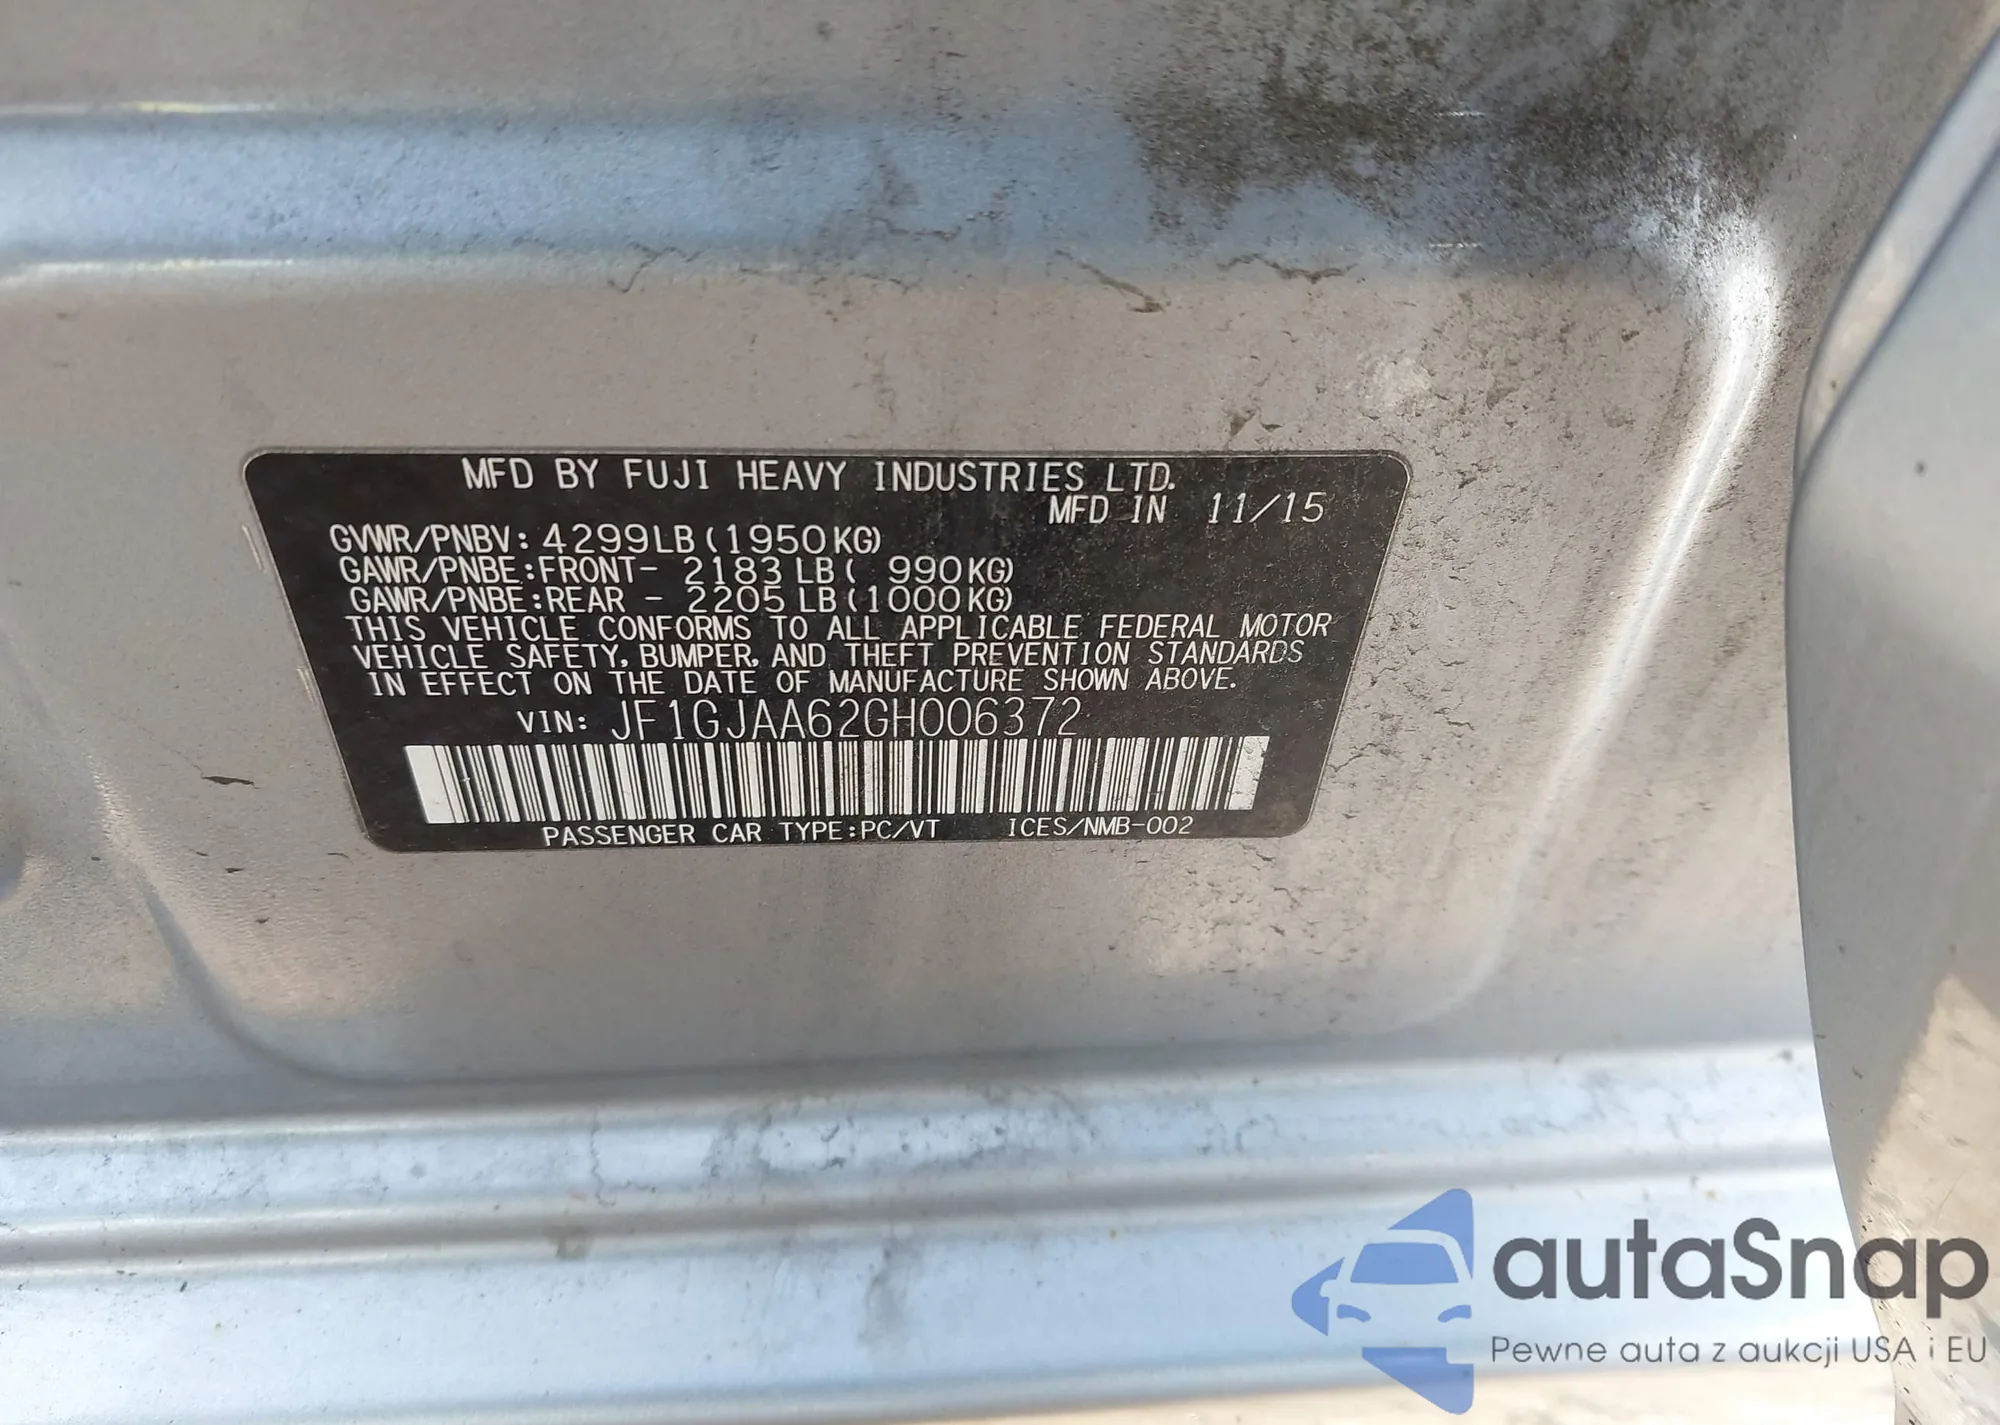 MFD BY FUJI HEAVY INDUSTRIES LTD.
MFD IN 11/15
GVWR/PNBV: 4299LB (1950KG)
GAWR/PNBE:FRONT- 2183 LB ( 990KG)
GAWR/PNBE:REAR - 2205 LB (1000KG)
THIS VEHICLE CONFORMS TO ALL APPLICABLE FEDERAL MOTOR
VEHICLE SAFETY, BUMPER, AND THEFT PREVENTION STANDARDS
IN EFFECT ON THE DATE OF MANUFACTURE SHOWN ABOVE.
VIN: JF1GJAA62GH006372
PASSENGER CAR TYPE:PC/VT ICES/NMB-002
autaSnap
Pewne auta z aukcji USA i EU